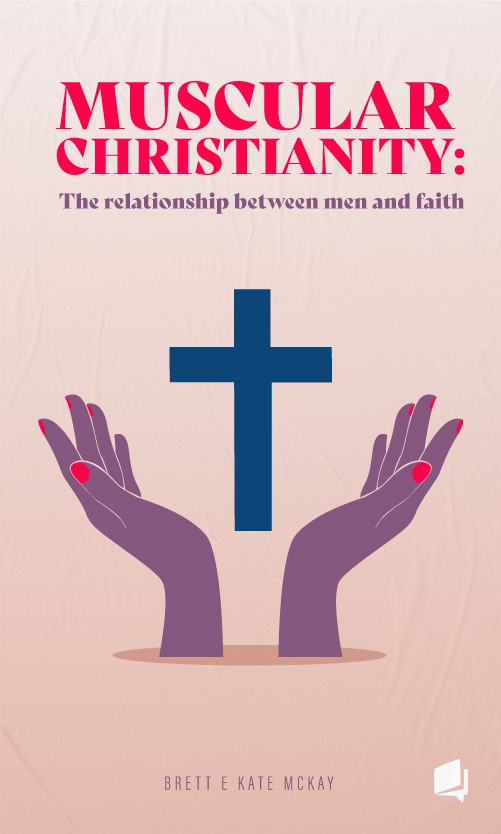 MUSCULAR
CHRISTIANITY:
The relationship between men and faith
BRETT E KATE MCKAY